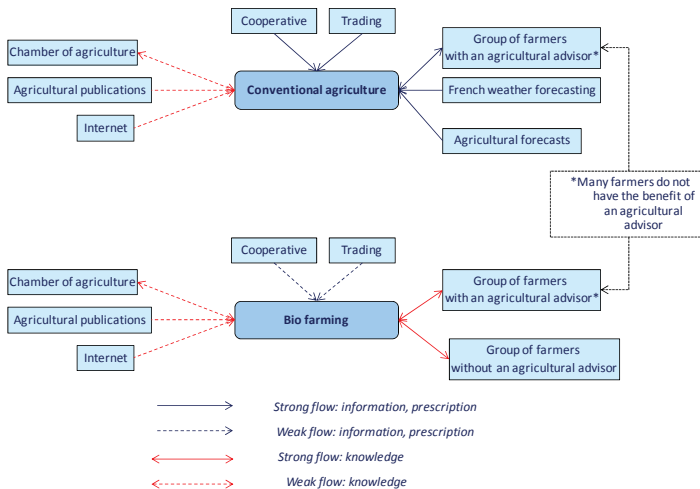 Cooperative
Trading
Chamber of agriculture
Group of farmers
with an agricultural advisor*
Agricultural publications
Conventional agriculture
French weather forecasting
Internet
Agricultural forecasts
*Many farmers do not
have the benefit of
an agricultural
advisor
Cooperative
Trading
Chamber of agriculture
Group of farmers
with an agricultural advisor*
Agricultural publications
Bio farming
Internet
Group of farmers
without an agricultural advisor
Strong flow: information, prescription
Weak flow: information, prescription
Strong flow: knowledge
Weak flow: knowledge